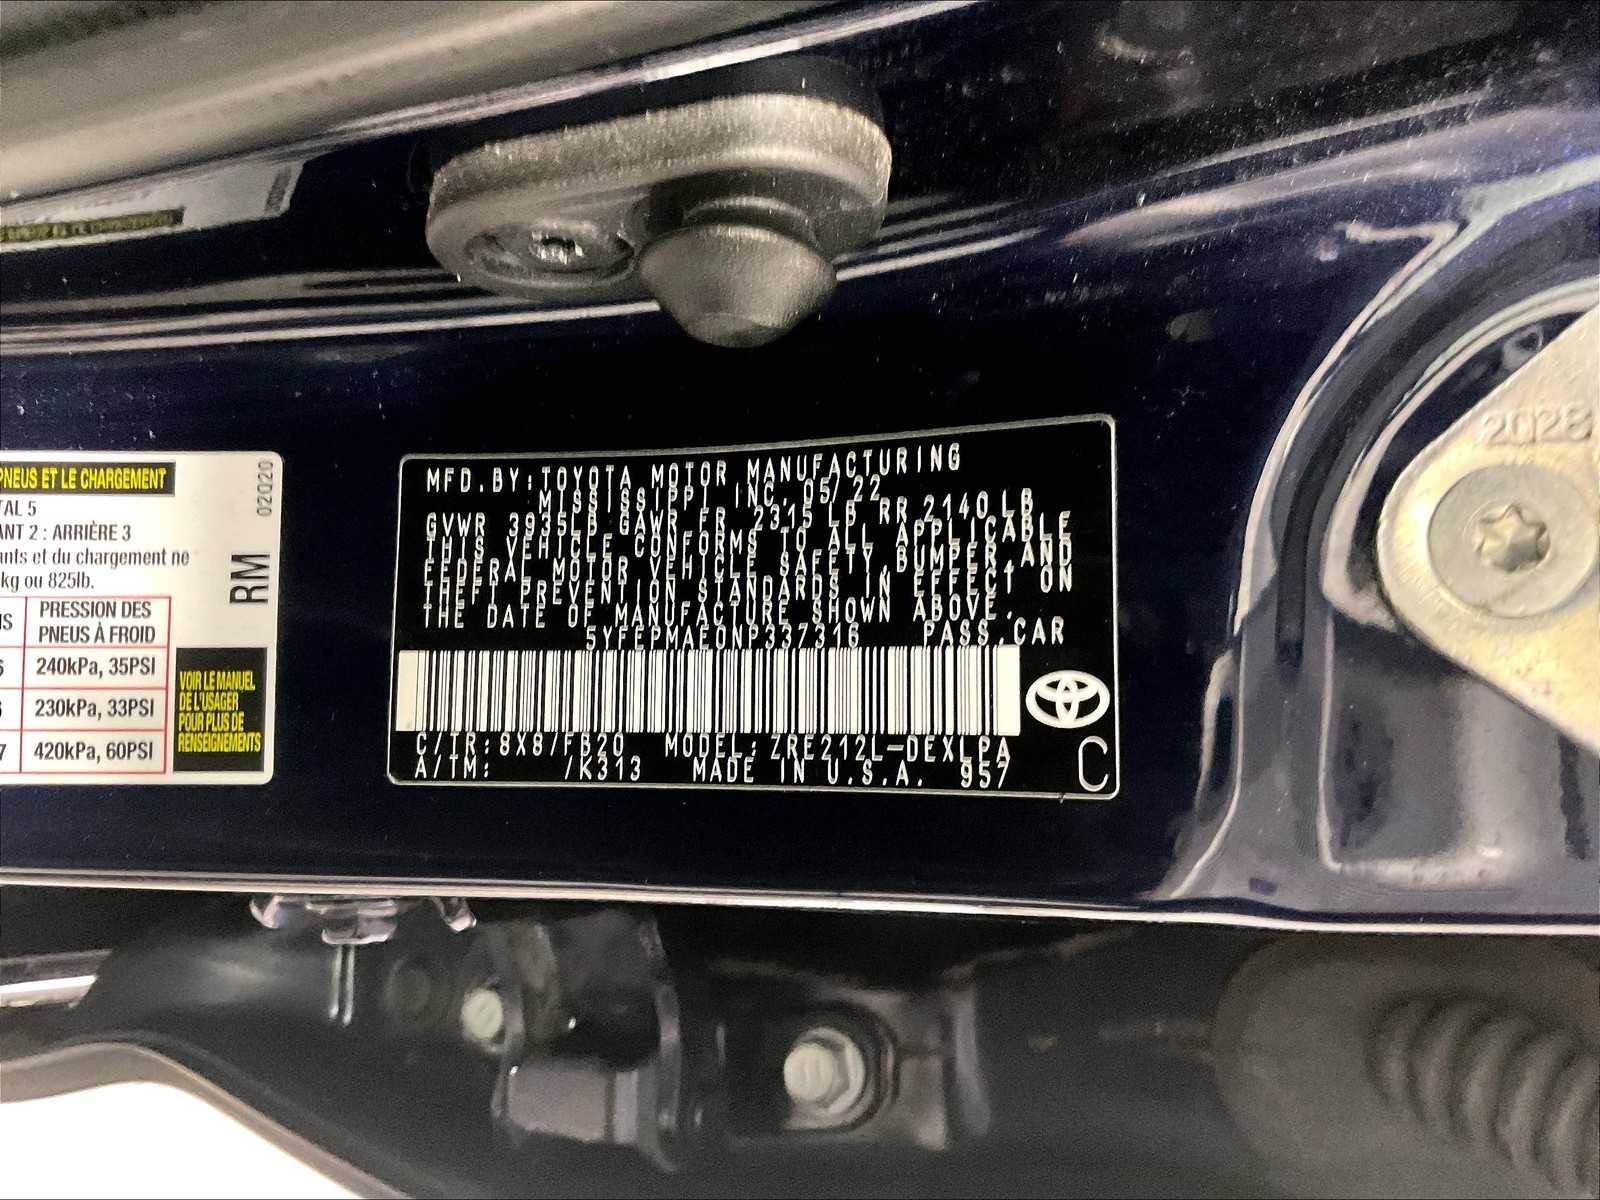 PNEUS ET LE CHARGEMENT
TAL 5
ANT 2 : ARRIÈRE 3
ants et du chargement ne
kg ou 825lb.
PRESSION DES
PNEUS À FROID
240kPa, 35PSI
230kPa, 33PSI
7 420kPa, 60PSI
02020
RM
VOIR LE MANUEL
DE L'USAGER
POUR PLUS DE
RENSEIGNEMENTS
MFD.BY:TOYOTA MOTOR MANUFACTURING
MISSISSIPPI,INC.05/22
GVWR 3935LB GAWR FR 2315LB RR 2140LB
THIS VEHICLE CONFORMS TO ALL APPLICABLE
FEDERAL MOTOR VEHICLE SAFETY,BUMPER,AND
THEFT PREVENTION STANDARDS IN EFFECT ON
THE DATE OF MANUFACTURE SHOWN ABOVE.
5YFEPMAE0NP337316 PASS.CAR
C/TR:8X8/FB20 MODEL:ZRE212L-DEXLPA
A/TM: /K313 MADE IN U.S.A. 957
C
2028